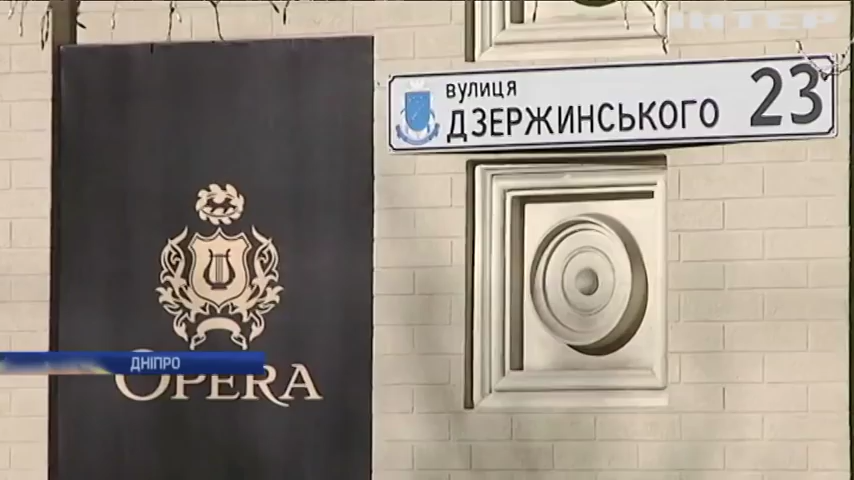 ІНТЕР
вулиця
ДЗЕРЖИНСЬКОГО 23
ДНІПРО
OPERA